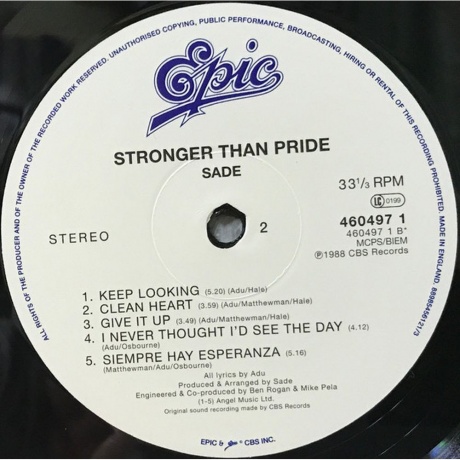 ALL RIGHTS OF THE PRODUCER AND OF THE OWNER OF THE RECORDED WORK RESERVED. UNAUTHORISED COPYING, PUBLIC PERFORMANCE, BROADCASTING, HIRING OR RENTAL OF THIS RECORDING PROHIBITED. MADE IN ENGLAND.
Epic
STRONGER THAN PRIDE
SADE
33⅓ RPM
LC 0199
460497 1
STEREO
2
460497 1 B*
MCPS/BIEM
Ⓟ1988 CBS Records
1. KEEP LOOKING (5.20) (Adu/Hale)
2. CLEAN HEART (3.59) (Adu/Matthewman/Hale)
3. GIVE IT UP (3.49) (Adu/Matthewman/Hale)
4. I NEVER THOUGHT I'D SEE THE DAY (4.12)
(Adu/Osbourne)
5. SIEMPRE HAY ESPERANZA (5.16)
(Matthewman/Adu/Osbourne)
All lyrics by Adu
Produced & Arranged by Sade
Engineered & Co-produced by Ben Rogan & Mike Pela
(1-5) Angel Music Ltd.
Original sound recording made by CBS Records
EPIC & Epic CBS INC.